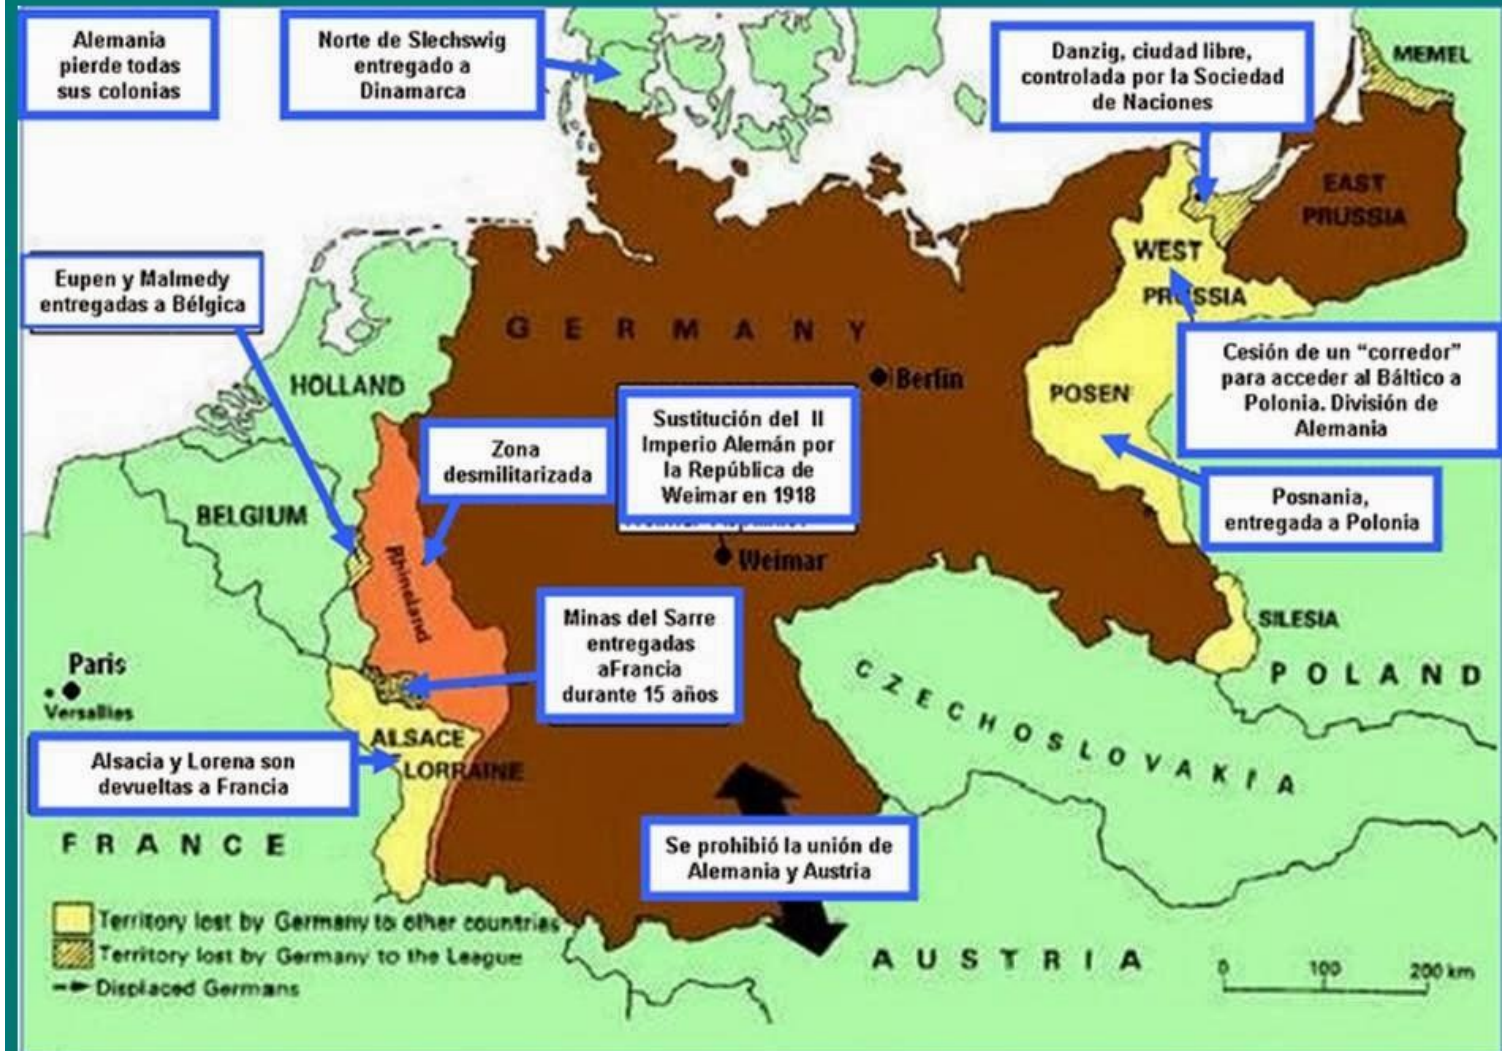 Alemania
pierde todas
sus colonias
Norte de Slechswig
entregado a
Dinamarca
Danzig, ciudad libre,
controlada por la Sociedad
de Naciones
MEMEL
EAST
PRUSSIA
WEST
PRUSSIA
Eupen y Malmedy
entregadas a Bélgica
GERMANY
HOLLAND
Berlin
POSEN
Cesión de un “corredor”
para acceder al Báltico a
Polonia. División de
Alemania
Sustitución del II
Imperio Alemán por
la República de
Weimar en 1918
Zona
desmilitarizada
Posnania,
entregada a Polonia
BELGIUM
Weimar
Rhineland
Minas del Sarre
entregadas
aFrancia
durante 15 años
SILESIA
POLAND
CZECHOSLOVAKIA
Paris
Versailles
ALSACE
LORRAINE
Alsacia y Lorena son
devueltas a Francia
FRANCE
Se prohibió la unión de
Alemania y Austria
AUSTRIA
Territory lost by Germany to other countries
Territory lost by Germany to the League
Displaced Germans
0 100 200 km